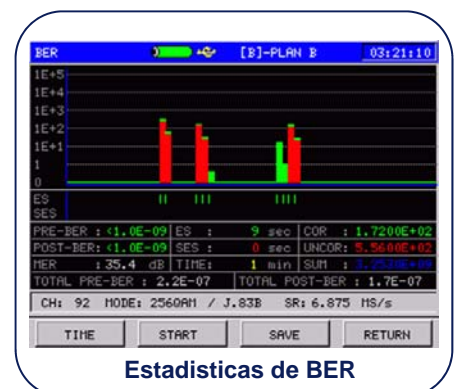 BER [B]-PLAN B 03:21:10
1E+5
1E+4
1E+3
1E+2
1E+1
1
0
ES
SES
PRE-BER : <1.0E-09 ES : 9 sec COR : 1.7200E+02
POST-BER: <1.0E-09 SES : 0 sec UNCOR: 5.5600E+02
MER : 35.4 dB TIME: 1 min SUM : 3.2530E+09
TOTAL PRE-BER : 2.2E-07 TOTAL POST-BER : 1.7E-07
CH: 92 MODE: 256QAM / J.83B SR: 6.875 MS/s
TIME START SAVE RETURN
Estadisticas de BER